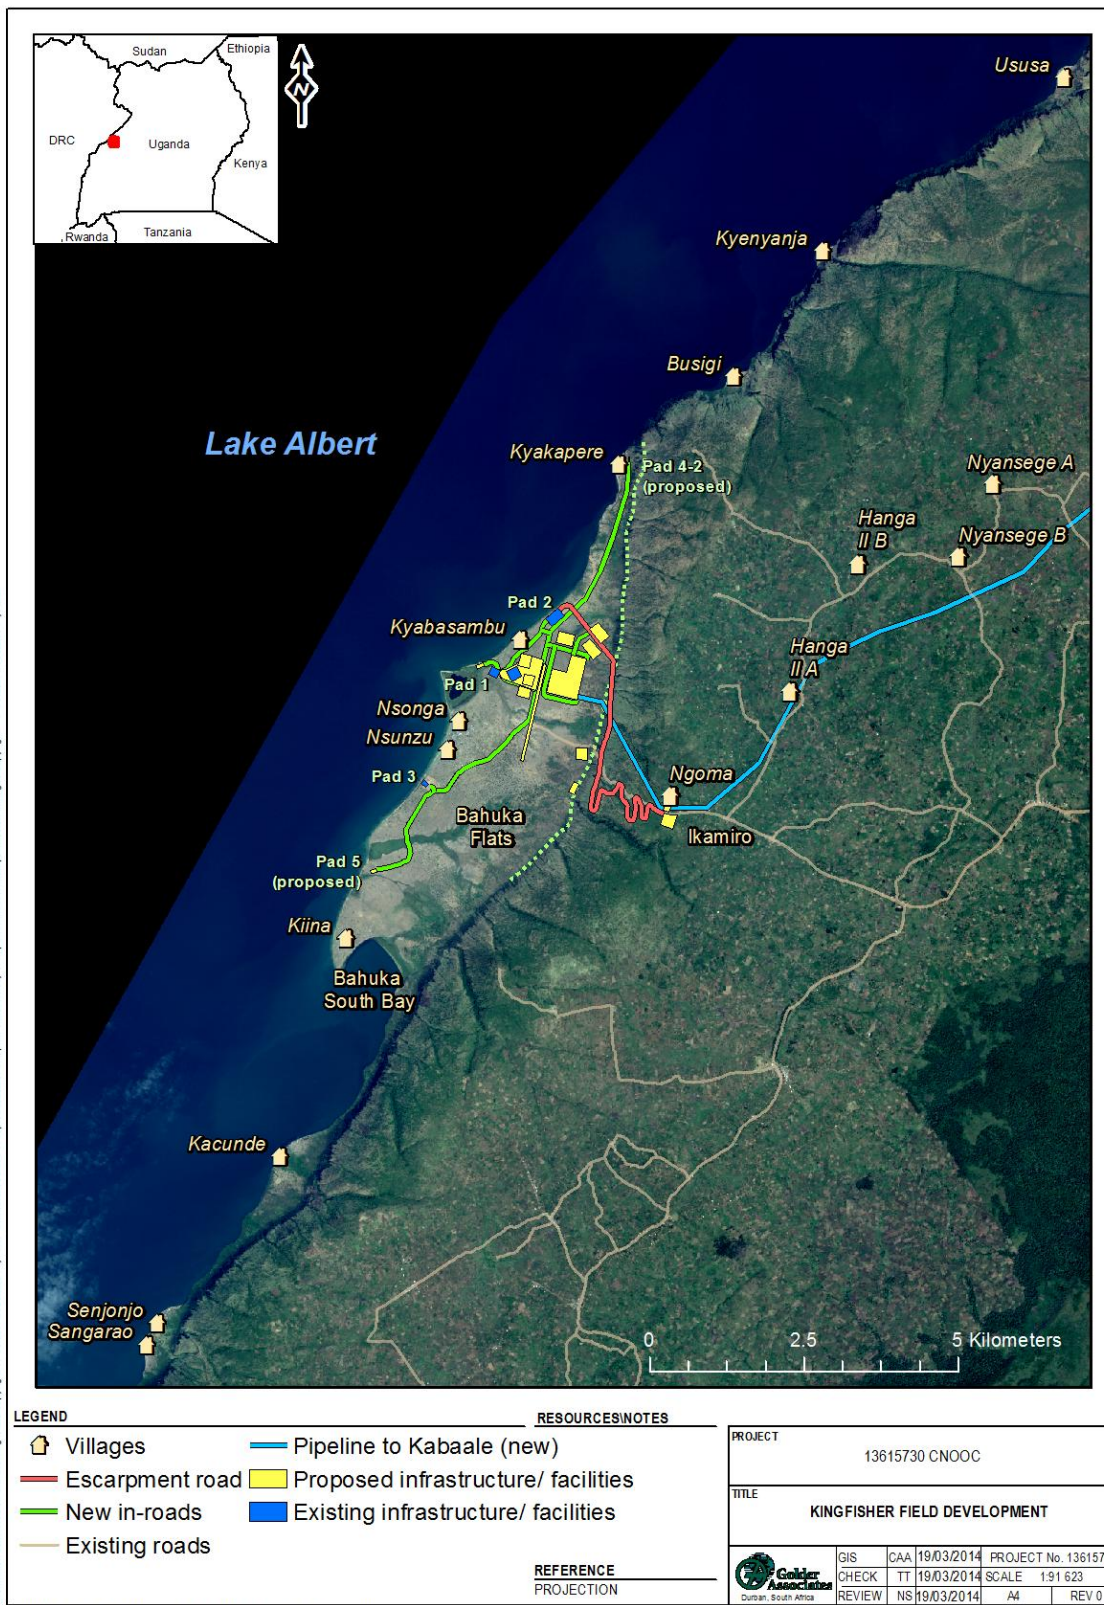 Sudan
Ethiopia
DRC
Uganda
Kenya
Rwanda
Tanzania
N
Ususa
Kyenyanja
Busigi
Lake Albert
Kyakapere
Pad 4-2
(proposed)
Nyansege A
Hanga
II B
Nyansege B
Pad 2
Kyabasambu
Hanga
II A
Pad 1
Nsonga
Nsunzu
Pad 3
Ngoma
Bahuka
Flats
Ikamiro
Pad 5
(proposed)
Kiina
Bahuka
South Bay
Kacunde
Senjonjo
Sangarao
0 2.5 5 Kilometers
LEGEND
Villages
Escarpment road
New in-roads
Existing roads
Pipeline to Kabaale (new)
Proposed infrastructure/ facilities
Existing infrastructure/ facilities
RESOURCES\NOTES
REFERENCE
PROJECTION
PROJECT
13615730 CNOOC
TITLE
KINGFISHER FIELD DEVELOPMENT
Golder
Associates
Durban, South Africa
GIS CAA 19/03/2014 PROJECT No. 136157
CHECK TT 19/03/2014 SCALE 1:91 623
REVIEW NS 19/03/2014 A4 REV 0